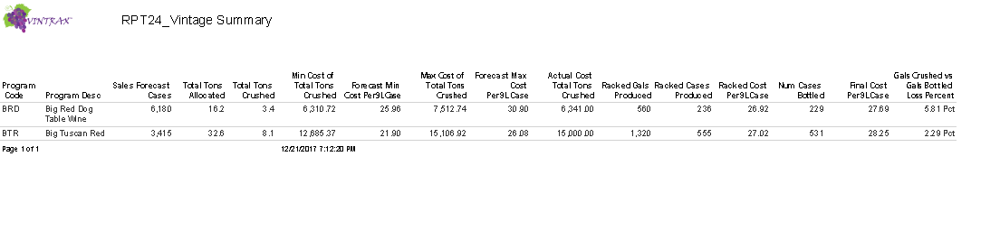 VINTRAX
RPT24_Vintage Summary
Program Code Program Desc Sales Forecast Cases Total Tons Allocated Total Tons Crushed Min Cost of Total Tons Crushed Forecast Min Cost Per9LCase Max Cost of Total Tons Crushed Forecast Max Cost Per9LCase Actual Cost Total Tons Crushed Racked Gals Produced Racked Cases Produced Racked Cost Per9LCase Num Cases Bottled Final Cost Per9LCase Gals Crushed vs Gals Bottled Loss Percent
BRD Big Red Dog 6,180 16.2 3.4 6,310.72 25.96 7,512.74 30.90 6,341.00 560 236 26.92 229 27.69 5.81 Pct
Table Wine
BTR Big Tuscan Red 3,415 32.6 8.1 12,685.37 21.90 15,106.92 26.08 15,000.00 1,320 555 27.02 531 28.25 2.29 Pct
Page 1 of 1 12/21/2017 7:12:20 PM